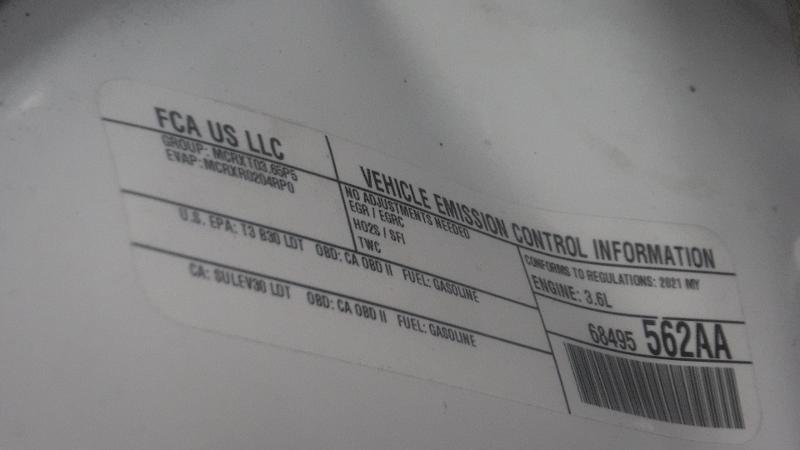 FCA US LLC
GROUP: MCRXT03.65P5
EVAP: MCRXR0204RP0
VEHICLE EMISSION CONTROL INFORMATION
NO ADJUSTMENTS NEEDED
EGR / EGRC
HO2S / SFI
TWC
CONFORMS TO REGULATIONS: 2021 MY
ENGINE: 3.6L
U.S. EPA: T3 B30 LDT OBD: CA OBD II FUEL: GASOLINE
CA: SULEV30 LDT OBD: CA OBD II FUEL: GASOLINE
68495 562AA